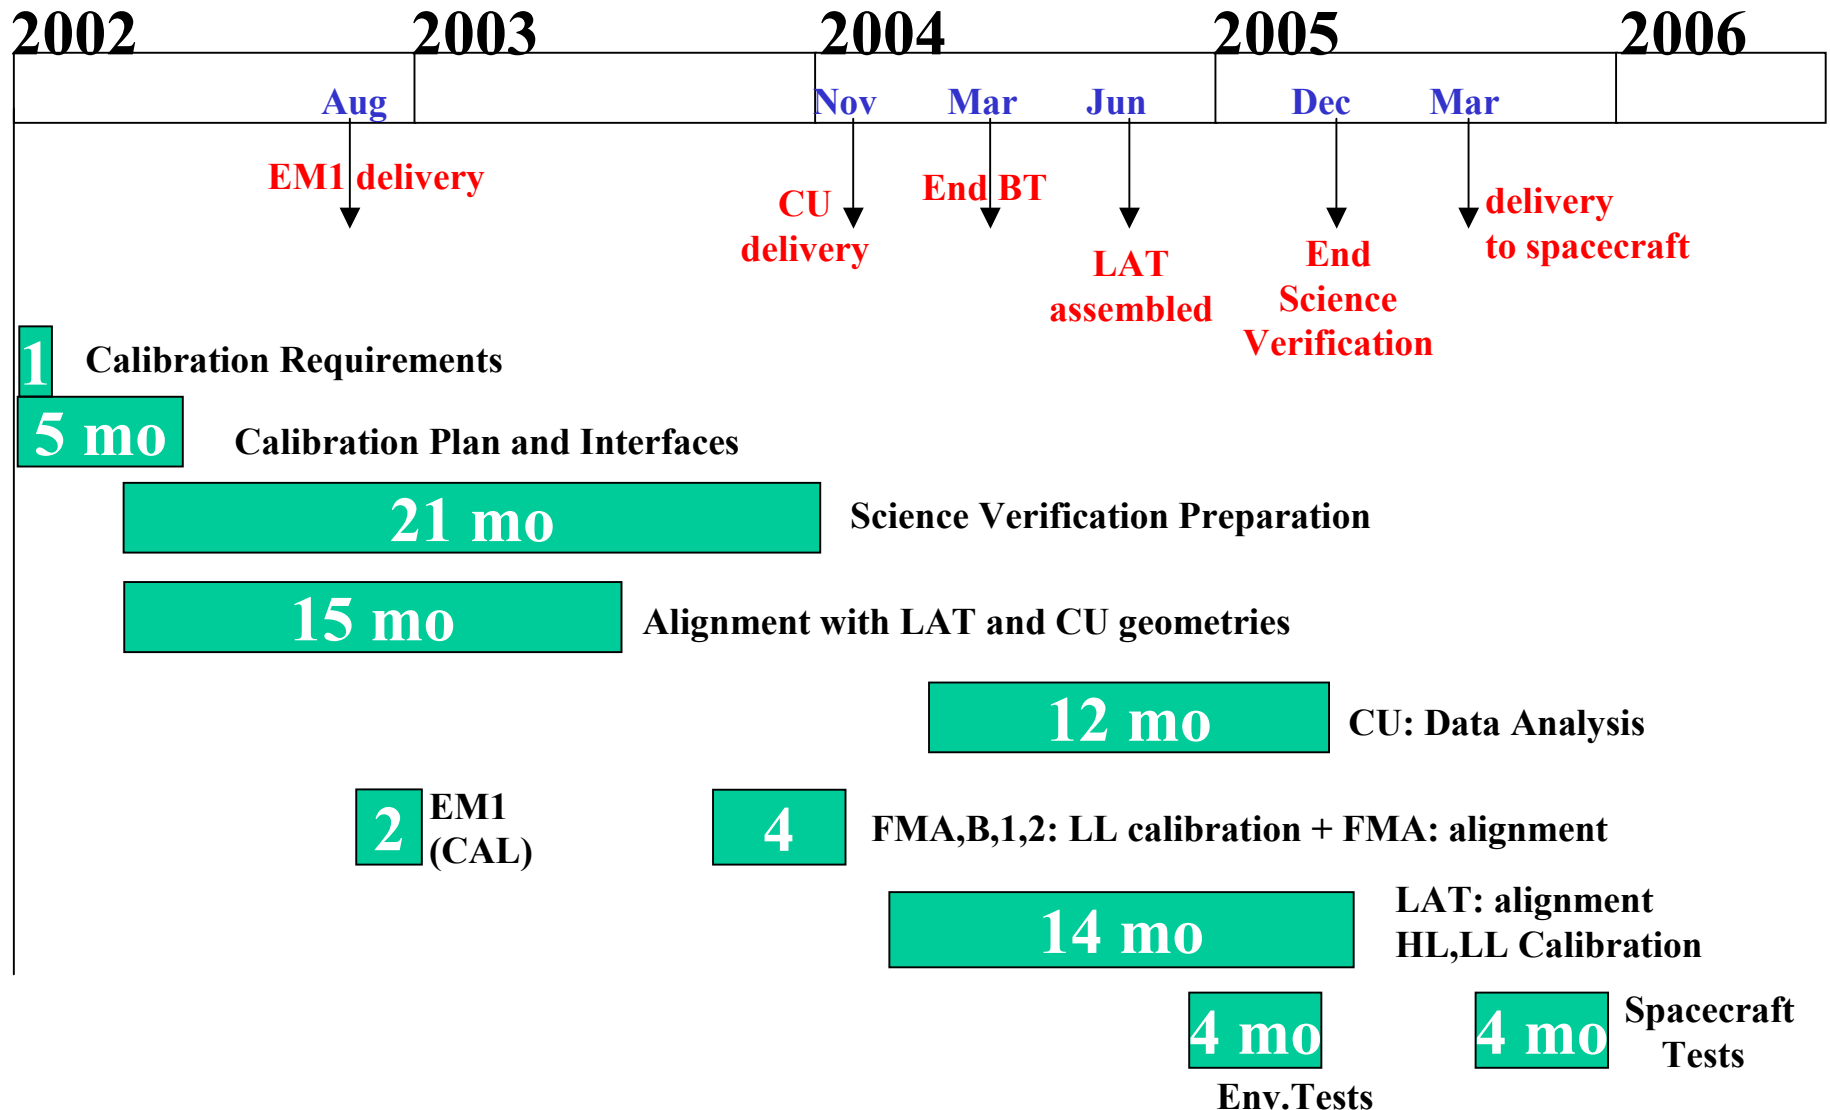 2002 2003 2004 2005 2006
Aug Nov Mar Jun Dec Mar
EM1 delivery
CU
delivery
End BT
LAT
assembled
End
Science
Verification
delivery
to spacecraft
1 Calibration Requirements
5 mo Calibration Plan and Interfaces
21 mo Science Verification Preparation
15 mo Alignment with LAT and CU geometries
12 mo CU: Data Analysis
2 EM1
(CAL)
4 FMA,B,1,2: LL calibration + FMA: alignment
14 mo LAT: alignment
HL,LL Calibration
4 mo
Env.Tests
4 mo Spacecraft
Tests